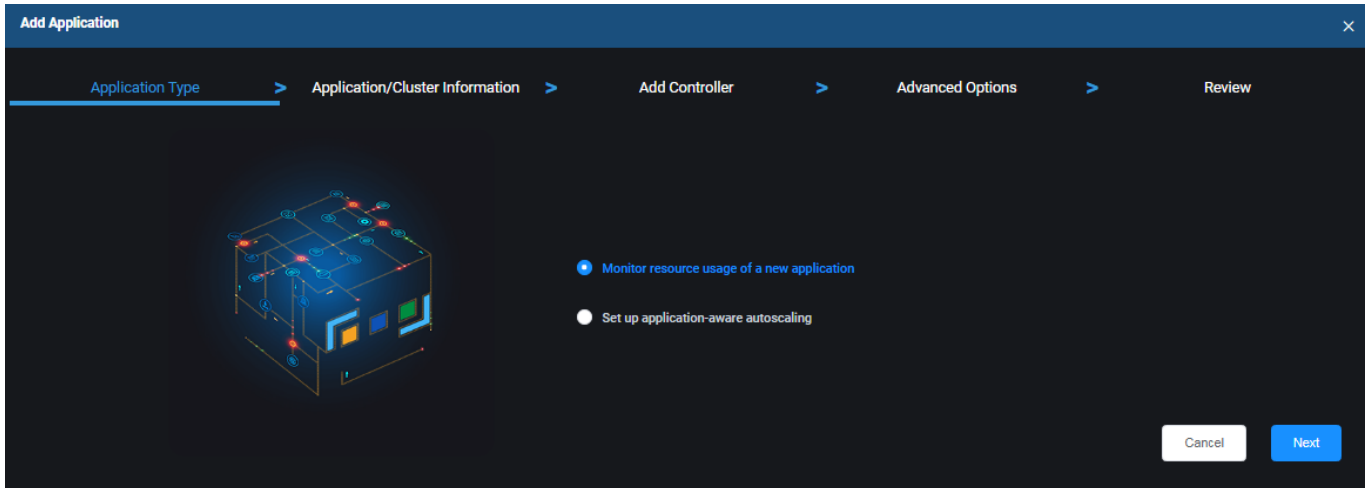 Add Application
Application Type > Application/Cluster Information > Add Controller > Advanced Options > Review
Monitor resource usage of a new application
Set up application-aware autoscaling
Cancel Next